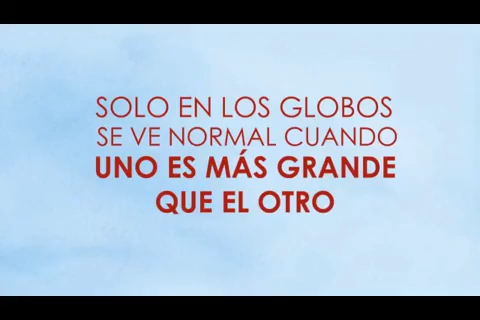 SOLO EN LOS GLOBOS
SE VE NORMAL CUANDO
UNO ES MÁS GRANDE
QUE EL OTRO